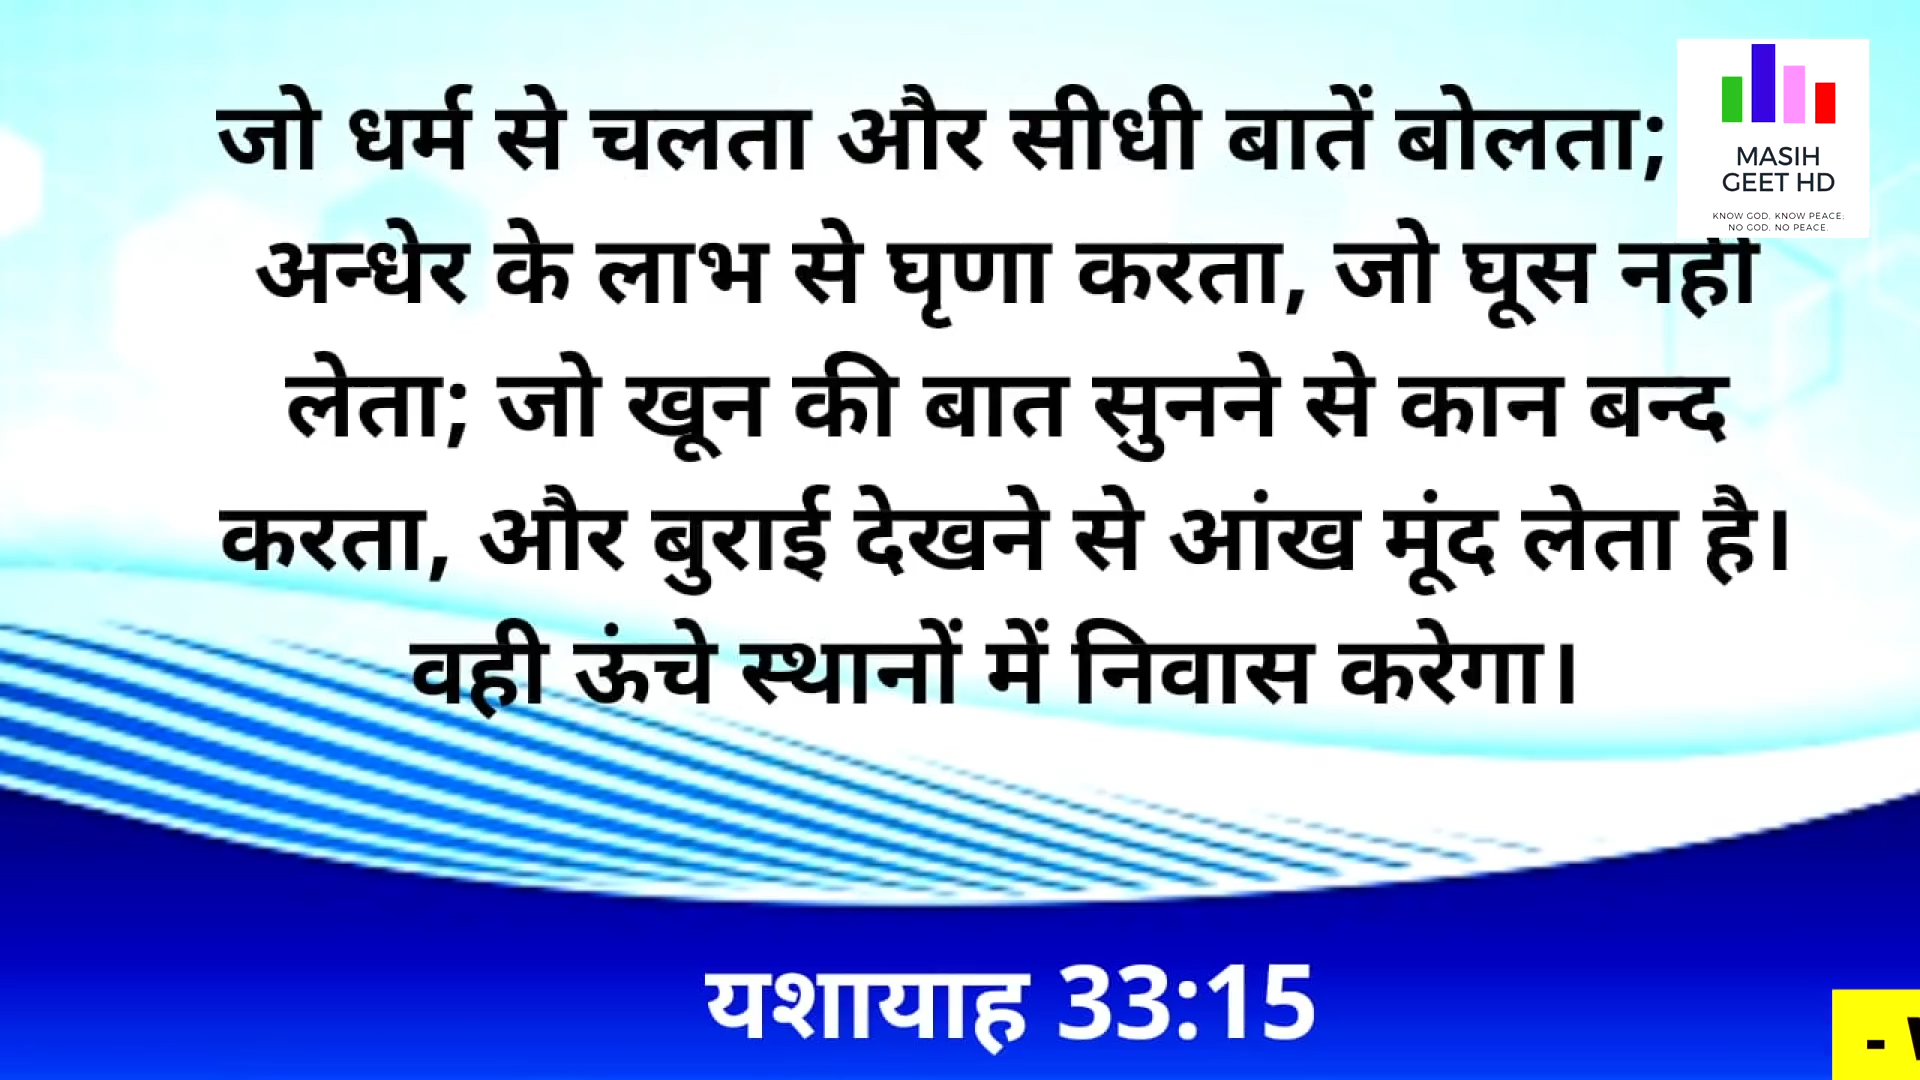 जो धर्म से चलता और सीधी बातें बोलता;
अन्धेर के लाभ से घृणा करता, जो घूस नहीं
लेता; जो खून की बात सुनने से कान बन्द
करता, और बुराई देखने से आंख मूंद लेता है।
वही ऊंचे स्थानों में निवास करेगा।
यशायाह 33:15
MASIH
GEET HD
KNOW GOD. KNOW PEACE;
NO GOD. NO PEACE.
-